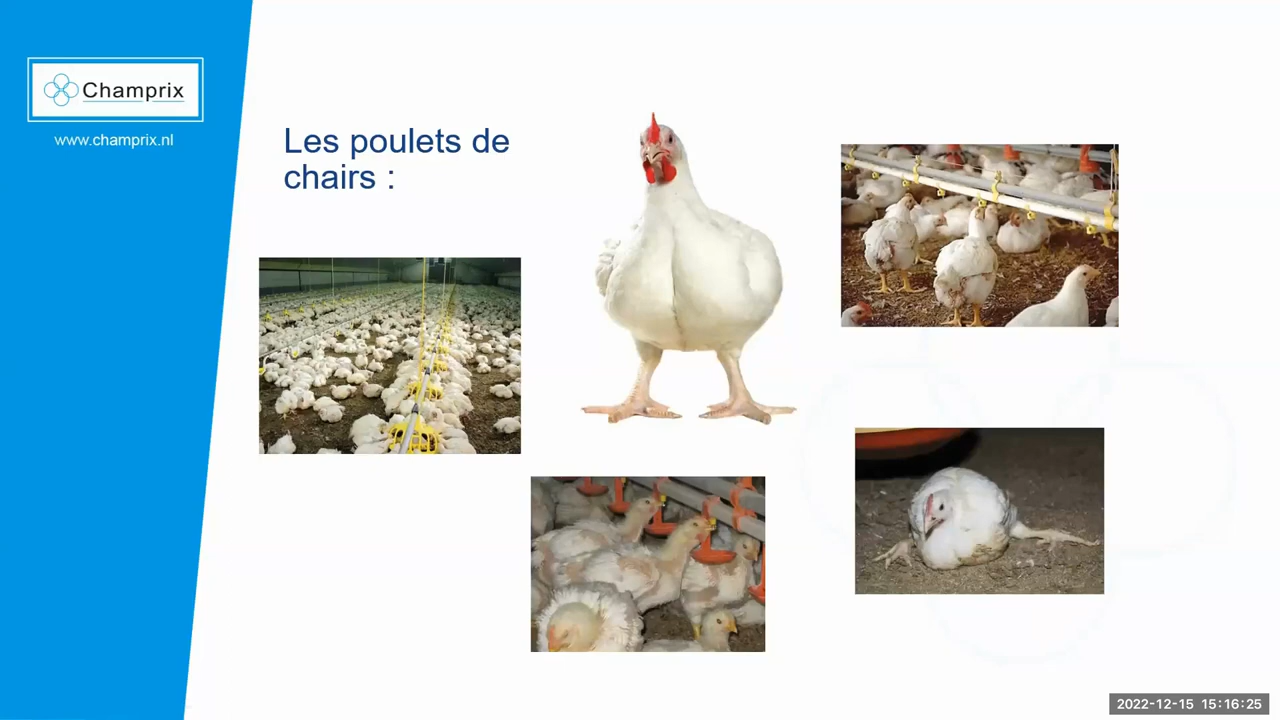 Champrix
www.champrix.nl
Les poulets de
chairs :
2022-12-15 15:16:25